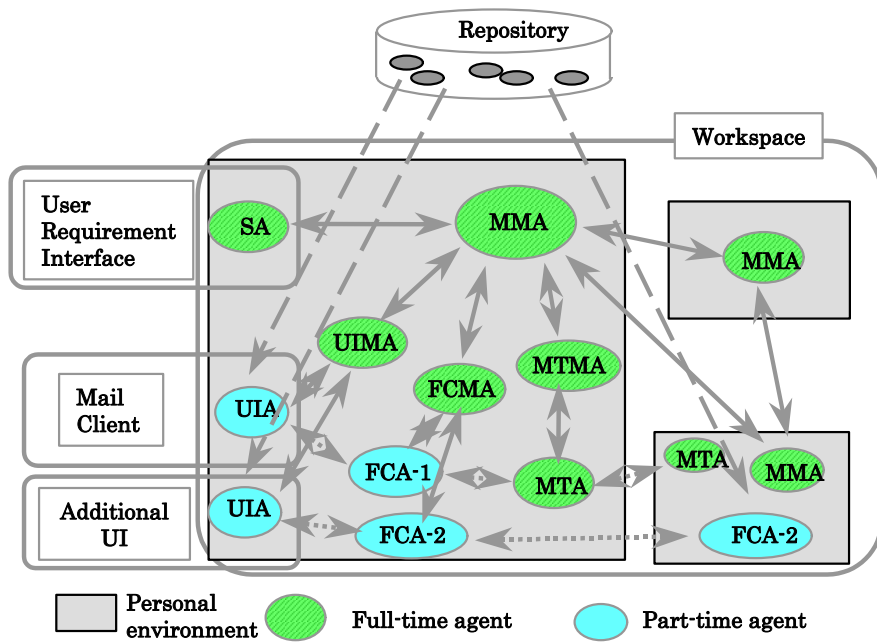 Repository
Workspace
User
Requirement
Interface
SA
MMA
MMA
UIMA
MTMA
FCMA
Mail
Client
UIA
FCA-1
MTA
MTA
MMA
Additional
UI
UIA
FCA-2
FCA-2
Personal
environment
Full-time agent
Part-time agent